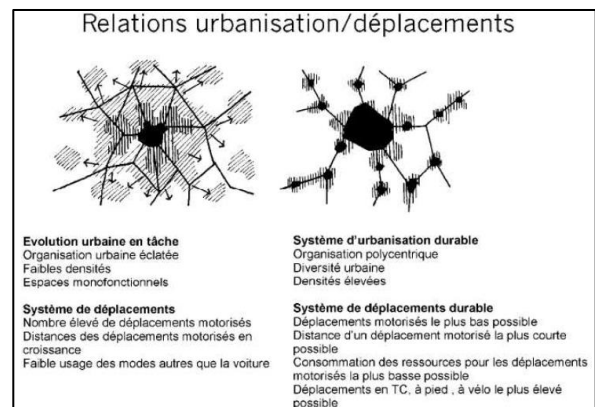 Relations urbanisation/déplacements
Evolution urbaine en tâche
Organisation urbaine éclatée
Faibles densités
Espaces monofonctionnels
Système de déplacements
Nombre élevé de déplacements motorisés
Distances des déplacements motorisés en
croissance
Faible usage des modes autres que la voiture
Système d'urbanisation durable
Organisation polycentrique
Diversité urbaine
Densités élevées
Système de déplacements durable
Déplacements motorisés le plus bas possible
Distance d'un déplacement motorisé la plus courte
possible
Consommation des ressources pour les déplacements
motorisés la plus basse possible
Déplacements en TC, à pied , à vélo le plus élevé
possible